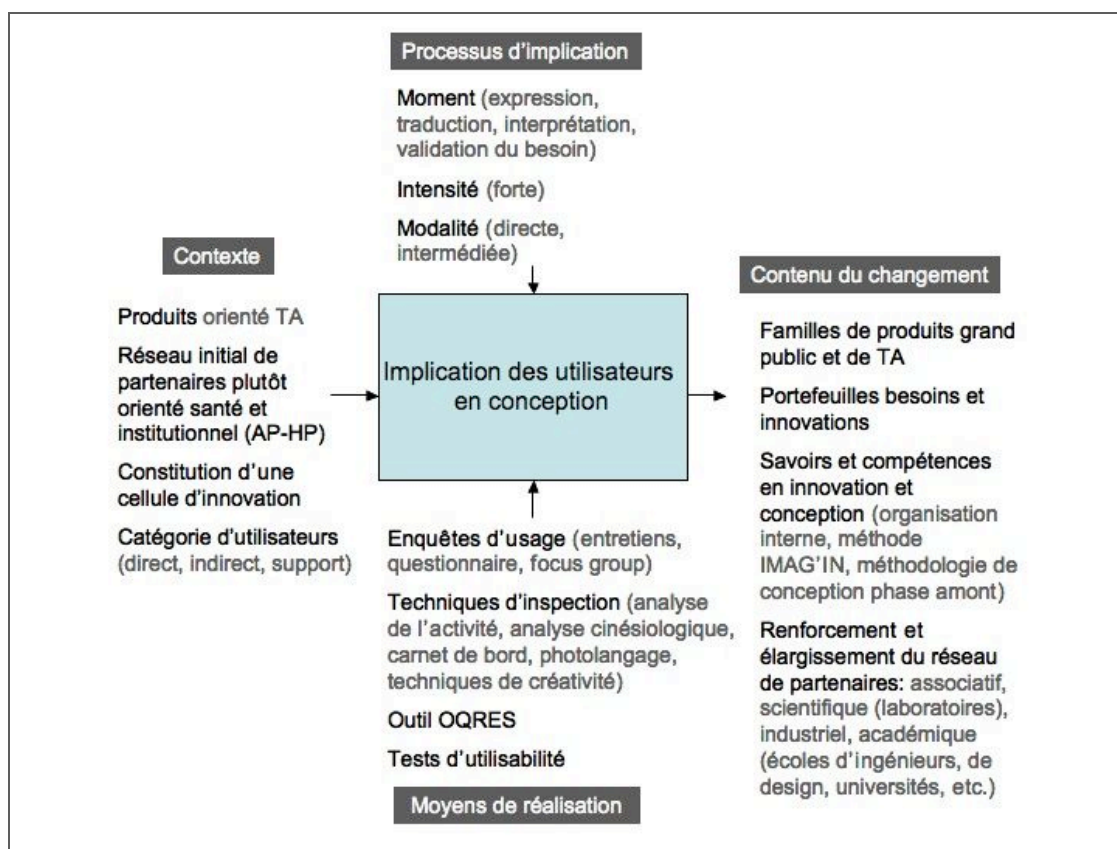 Processus d'implication
Moment (expression,
traduction, interprétation,
validation du besoin)
Intensité (forte)
Modalité (directe,
intermédiée)
Contexte
Produits orienté TA
Réseau initial de
partenaires plutôt
orienté santé et
institutionnel (AP-HP)
Constitution d'une
cellule d'innovation
Catégorie d'utilisateurs
(direct, indirect, support)
Implication des utilisateurs
en conception
Enquêtes d'usage (entretiens,
questionnaire, focus group)
Techniques d'inspection (analyse
de l'activité, analyse cinésiologique,
carnet de bord, photolangage,
techniques de créativité)
Outil OQRES
Tests d'utilisabilité
Moyens de réalisation
Contenu du changement
Familles de produits grand
public et de TA
Portefeuilles besoins et
innovations
Savoirs et compétences
en innovation et
conception (organisation
interne, méthode
IMAG'IN, méthodologie de
conception phase amont)
Renforcement et
élargissement du réseau
de partenaires: associatif,
scientifique (laboratoires),
industriel, académique
(écoles d'ingénieurs, de
design, universités, etc.)